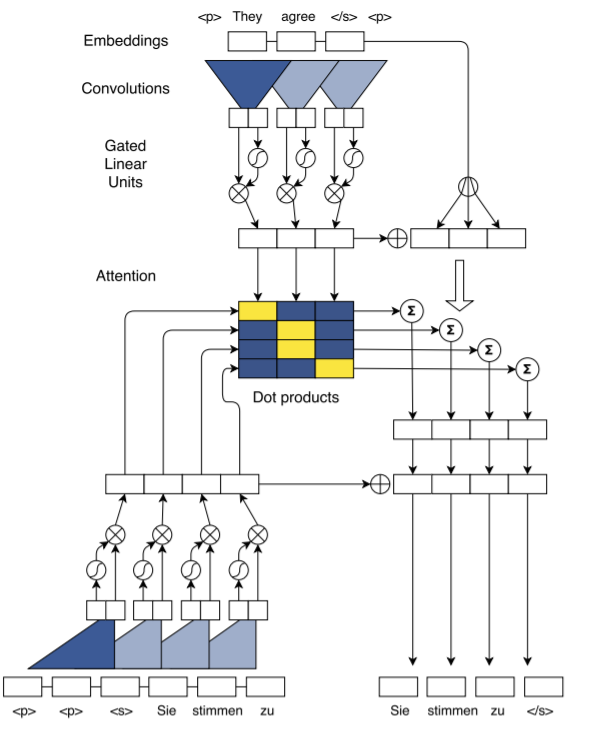 <p> They agree </s> <p>
Embeddings
Convolutions
Gated
Linear
Units
Attention
Σ
Σ
Σ
Σ
Dot products
<p> <p> <s> Sie stimmen zu
Sie stimmen zu </s>